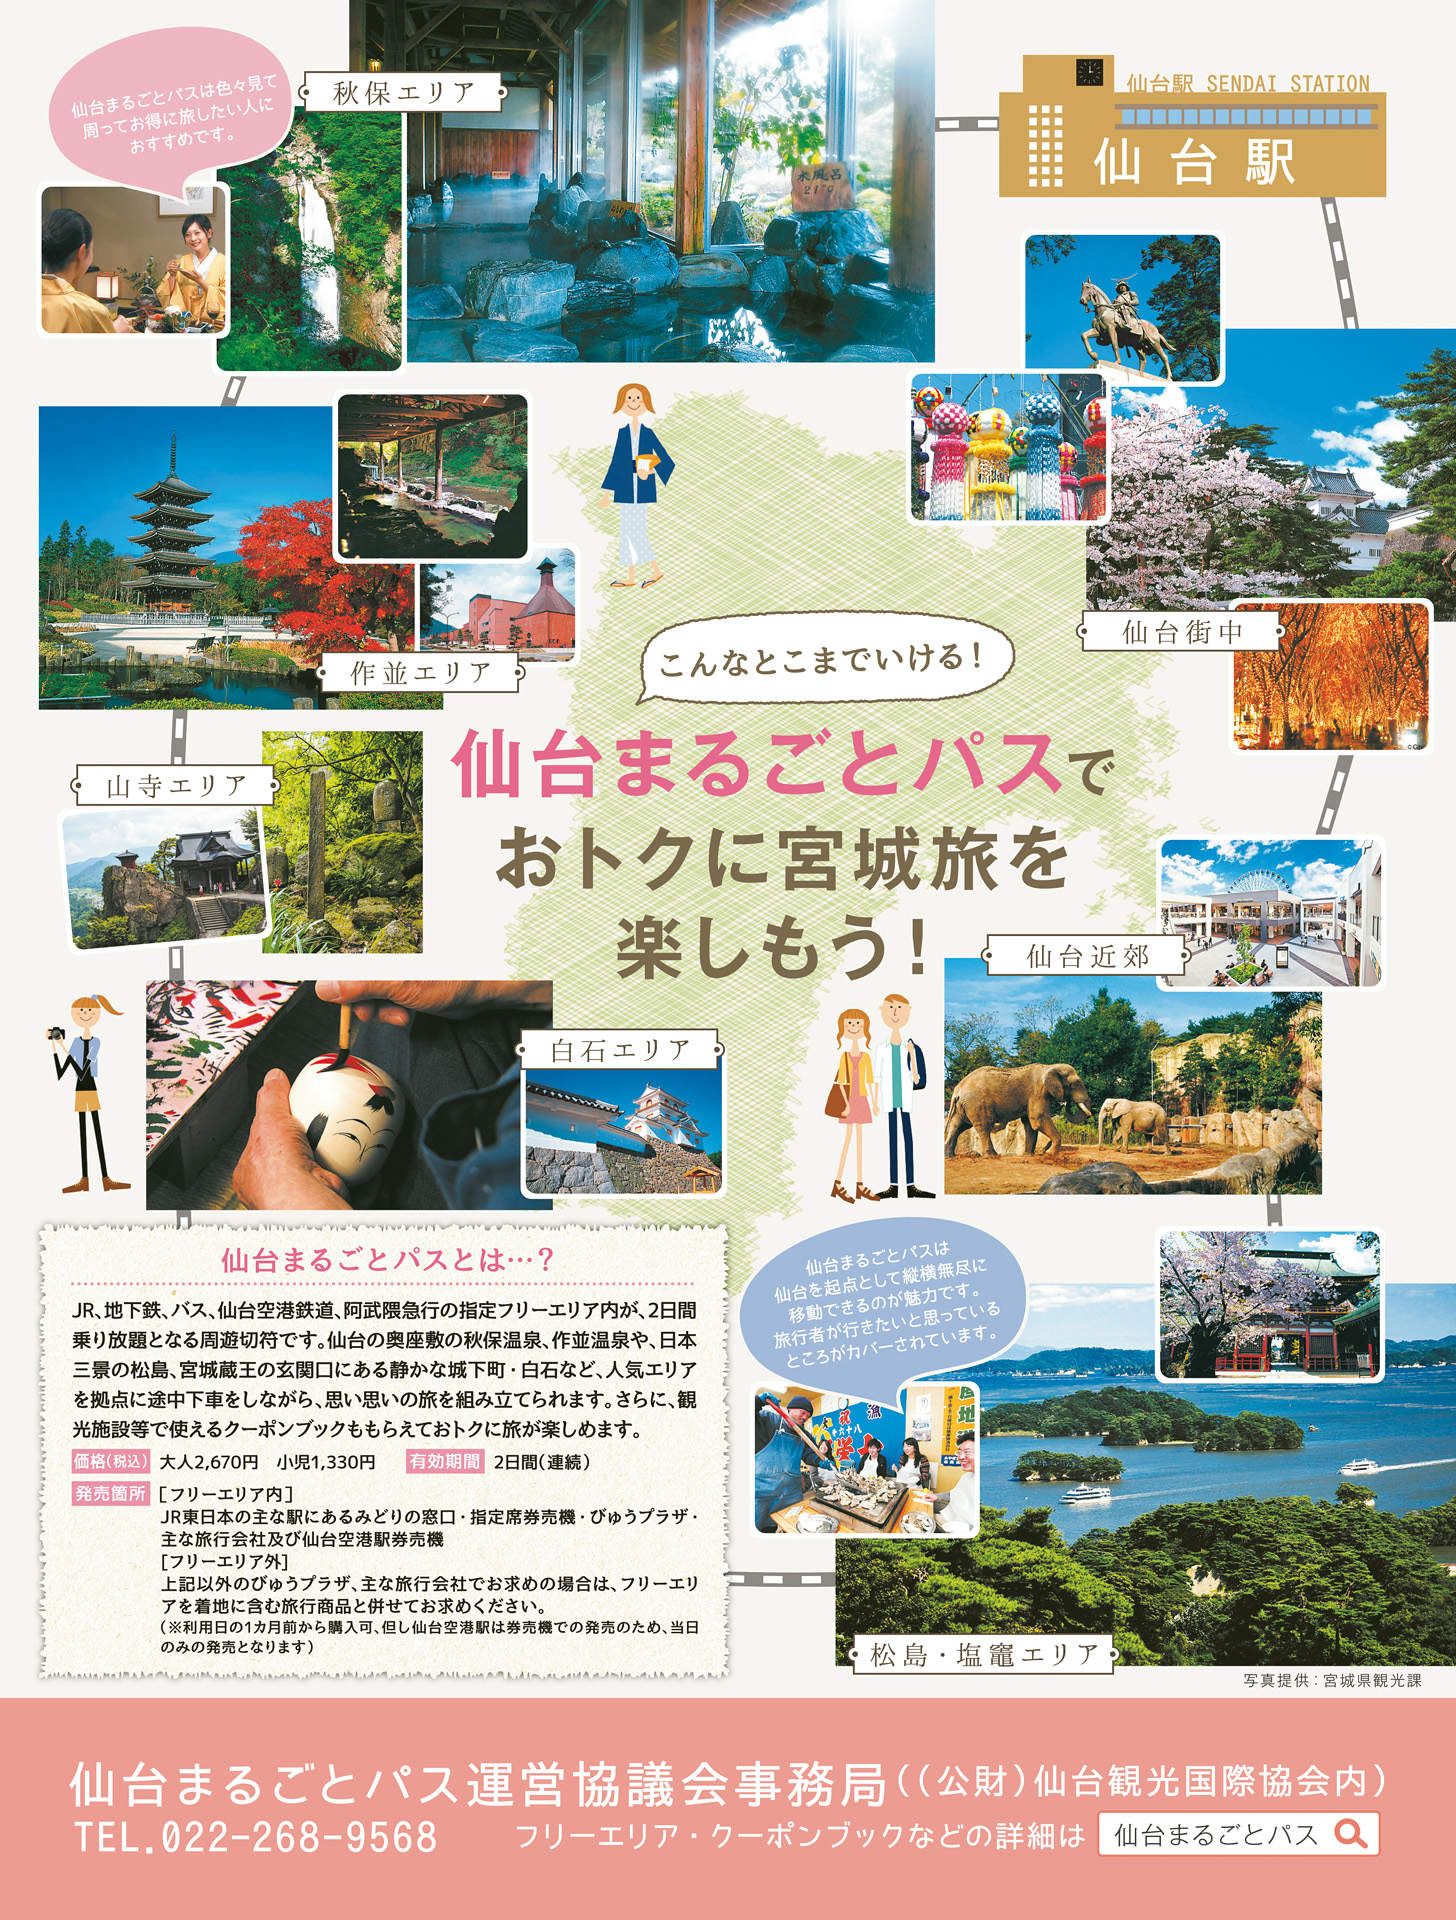 仙台まるごとパスは色々見て
周ってお得に旅したい人に
おすすめです。
秋保エリア
水風呂
21℃
仙台駅 SENDAI STATION
仙台駅
作並エリア
仙台街中
こんなとこまでいける！
仙台まるごとパスで
おトクに宮城旅を
楽しもう！
山寺エリア
仙台近郊
白石エリア
仙台まるごとパスとは…？
JR、地下鉄、バス、仙台空港鉄道、阿武隈急行の指定フリーエリア内が、2日間
乗り放題となる周遊切符です。仙台の奥座敷の秋保温泉、作並温泉や、日本
三景の松島、宮城蔵王の玄関口にある静かな城下町・白石など、人気エリア
を拠点に途中下車をしながら、思い思いの旅を組み立てられます。さらに、観
光施設等で使えるクーポンブックももらえておトクに旅が楽しめます。
価格（税込） 大人2,670円 小児1,330円 有効期間 2日間（連続）
発売箇所 ［フリーエリア内］
JR東日本の主な駅にあるみどりの窓口・指定席券売機・びゅうプラザ・
主な旅行会社及び仙台空港駅券売機
［フリーエリア外］
上記以外のびゅうプラザ、主な旅行会社でお求めの場合は、フリーエリ
アを着地に含む旅行商品と併せてお求めください。
（※利用日の1カ月前から購入可、但し仙台空港駅は券売機での発売のため、当日
のみの発売となります）
仙台まるごとパスは
仙台を起点として縦横無尽に
移動できるのが魅力です。
旅行者が行きたいと思っている
ところがカバーされています。
松島・塩竈エリア
写真提供：宮城県観光課
仙台まるごとパス運営協議会事務局（（公財）仙台観光国際協会内）
TEL.022-268-9568
フリーエリア・クーポンブックなどの詳細は 仙台まるごとパス